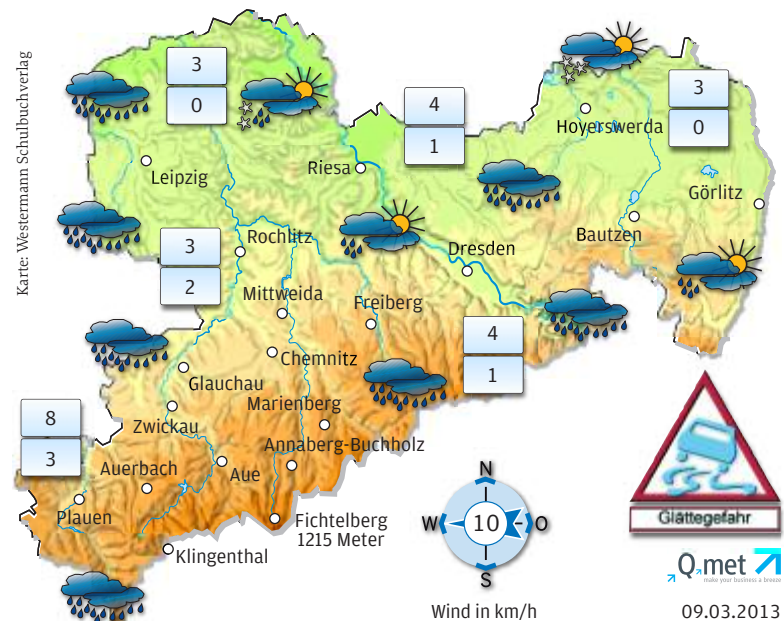 Karte: Westermann Schulbuchverlag
3
0
4
1
3
0
Hoyerswerda
Leipzig
Riesa
Görlitz
Bautzen
Rochlitz
Dresden
3
2
Mittweida
Freiberg
4
1
Chemnitz
Glauchau
Marienberg
8
3
Zwickau
Annaberg-Buchholz
Auerbach
Aue
Plauen
Fichtelberg
1215 Meter
Klingenthal
N
W 10 O
S
Wind in km/h
Glättegefahr
Q.met
make your business a breeze
09.03.2013